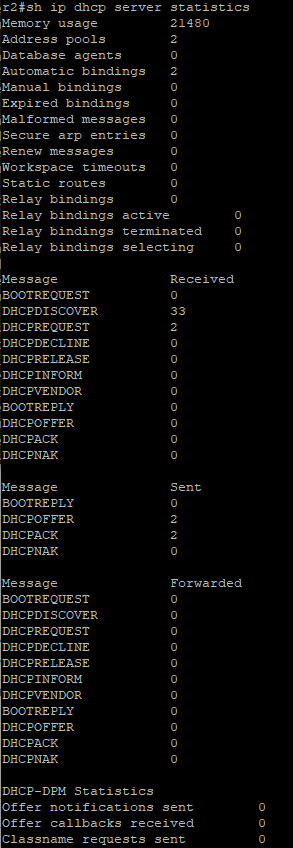 r2#sh ip dhcp server statistics
Memory usage 21480
Address pools 2
Database agents 0
Automatic bindings 2
Manual bindings 0
Expired bindings 0
Malformed messages 0
Secure arp entries 0
Renew messages 0
Workspace timeouts 0
Static routes 0
Relay bindings 0
Relay bindings active 0
Relay bindings terminated 0
Relay bindings selecting 0
Message Received
BOOTREQUEST 0
DHCPDISCOVER 33
DHCPREQUEST 2
DHCPDECLINE 0
DHCPRELEASE 0
DHCPINFORM 0
DHCPVENDOR 0
BOOTREPLY 0
DHCPOFFER 0
DHCPACK 0
DHCPNAK 0
Message Sent
BOOTREPLY 0
DHCPOFFER 2
DHCPACK 2
DHCPNAK 0
Message Forwarded
BOOTREQUEST 0
DHCPDISCOVER 0
DHCPREQUEST 0
DHCPDECLINE 0
DHCPRELEASE 0
DHCPINFORM 0
DHCPVENDOR 0
BOOTREPLY 0
DHCPOFFER 0
DHCPACK 0
DHCPNAK 0
DHCP-DPM Statistics
Offer notifications sent 0
Offer callbacks received 0
Classname requests sent 0